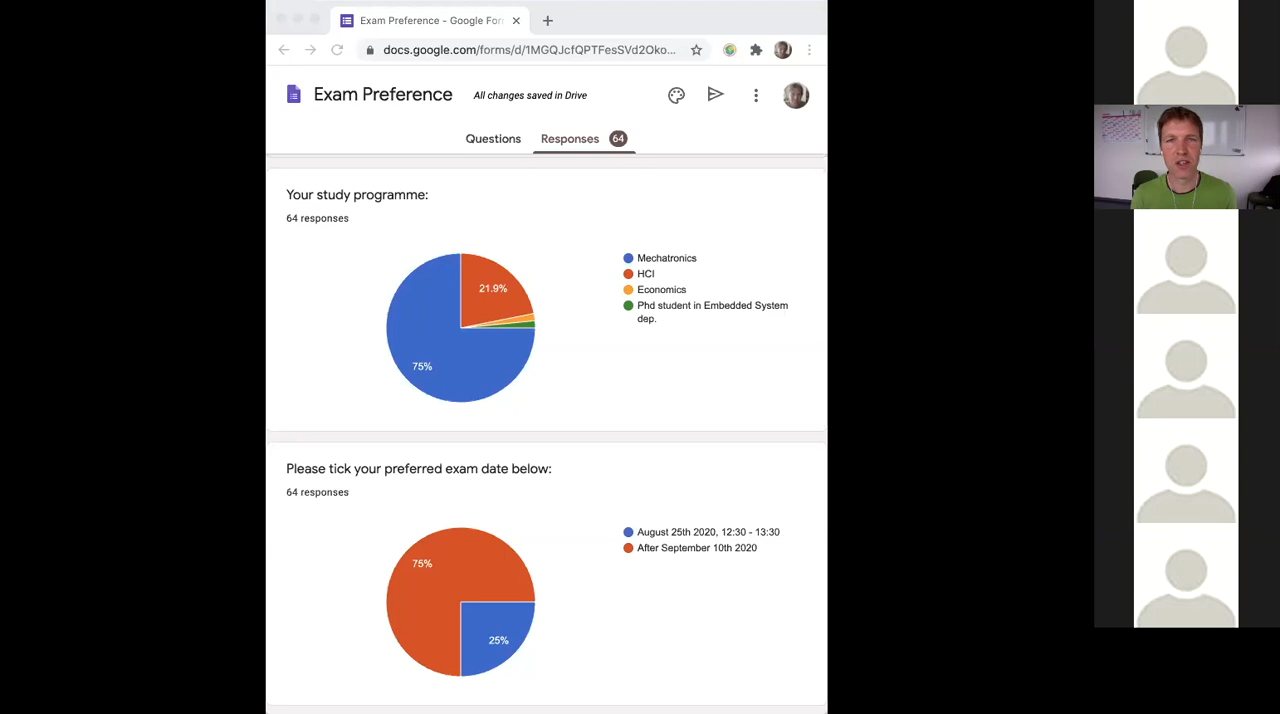 Exam Preference - Google For
docs.google.com/forms/d/1MGQJcfQPTFesSVd2Oko...
Exam Preference
All changes saved in Drive
Questions
Responses 64
Your study programme:
64 responses
21.9%
75%
Mechatronics
HCI
Economics
Phd student in Embedded System
dep.
Please tick your preferred exam date below:
64 responses
75%
25%
August 25th 2020, 12:30 - 13:30
After September 10th 2020